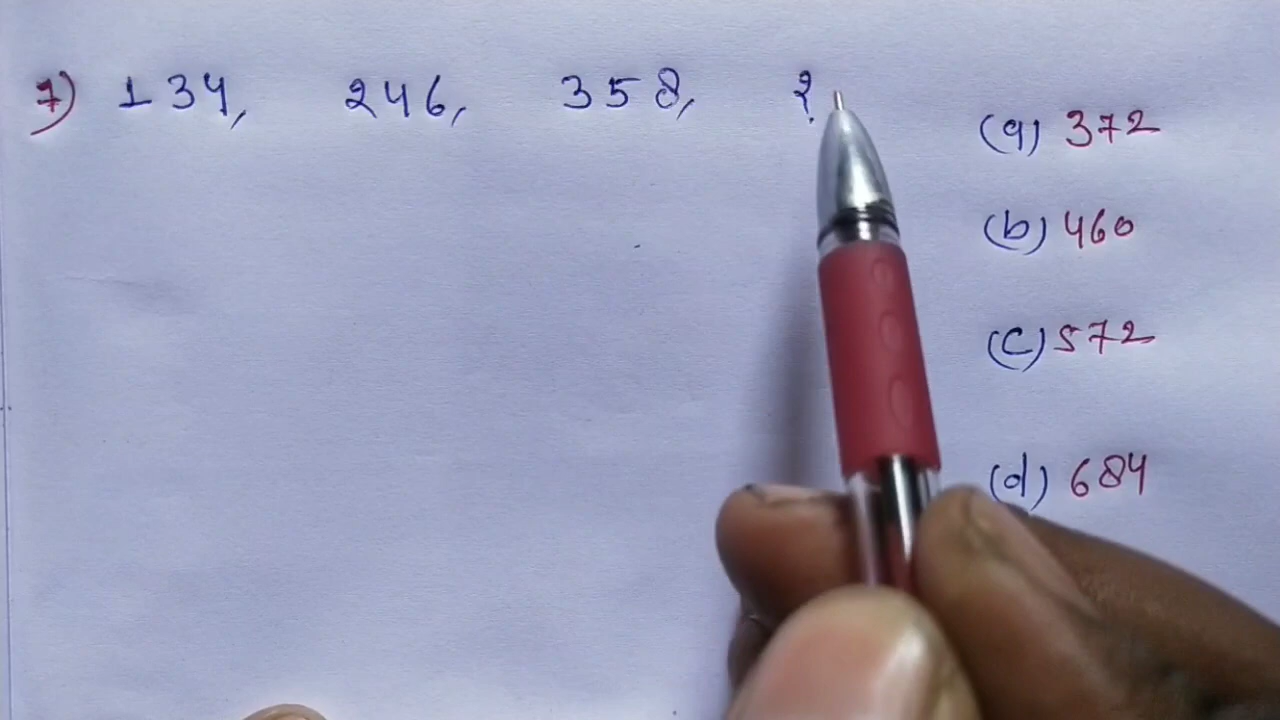 7) 134, 246, 358, ?
(a) 372
(b) 460
(c) 572
(d) 684